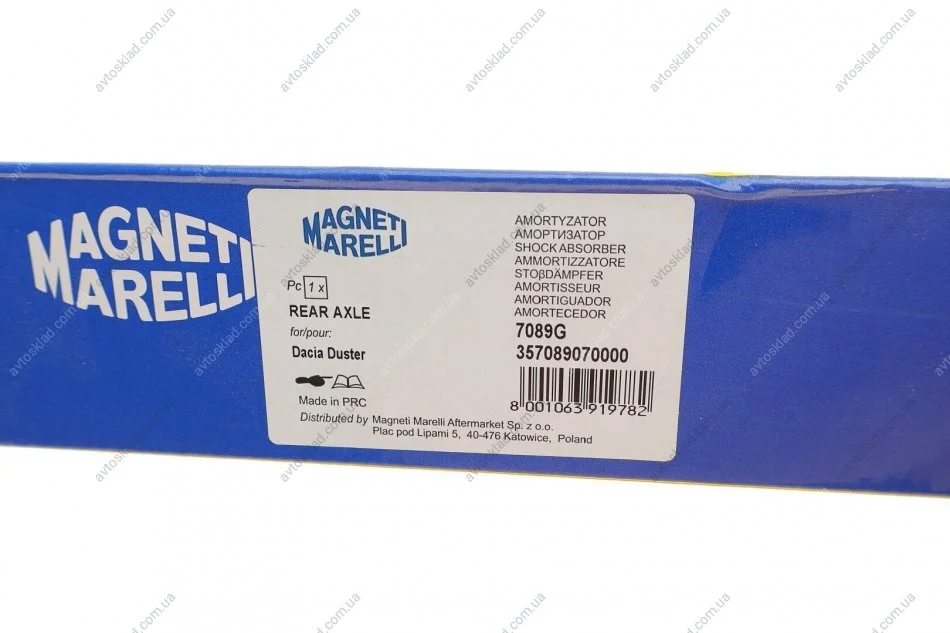 MAGNETI
MARELLI
MAGNETI
MARELLI
Pc 1 x
REAR AXLE
for/pour:
Dacia Duster
Made in PRC
Distributed by Magneti Marelli Aftermarket Sp. z o.o.
Plac pod Lipami 5, 40-476 Katowice, Poland
AMORTYZATOR
АМОРТИЗАТОР
SHOCK ABSORBER
AMMORTIZZATORE
STOβDÄMPFER
AMORTISSEUR
AMORTIGUADOR
AMORTECEDOR
7089G
357089070000
8 001063 919782
avtosklad.com.ua